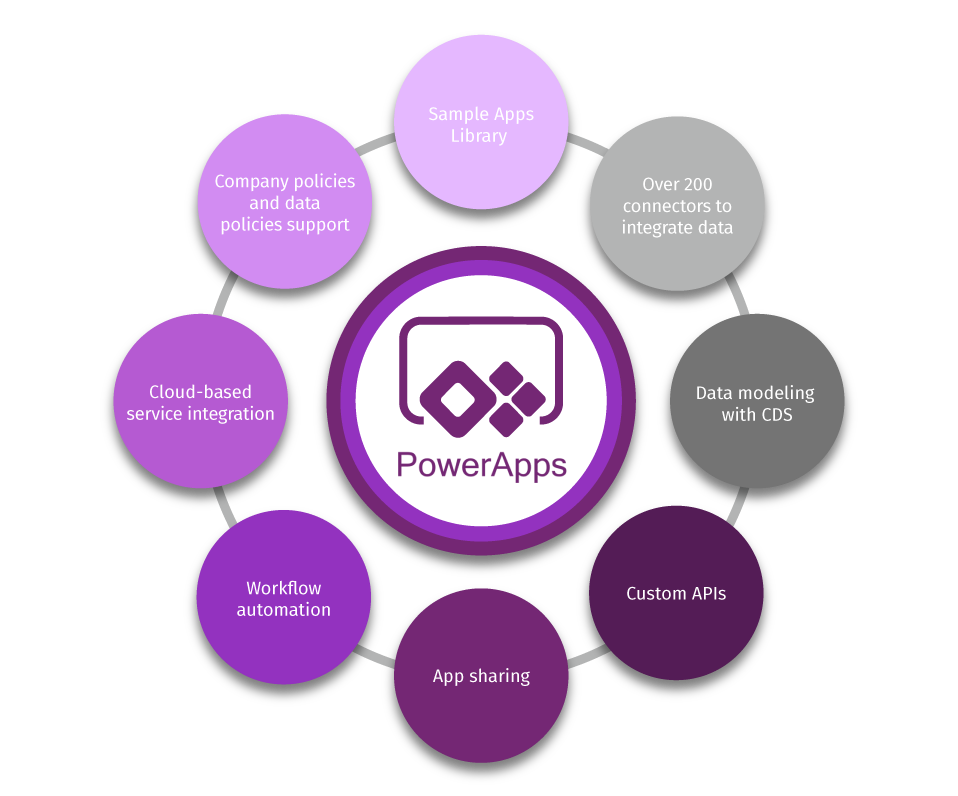 Sample Apps
Library
Over 200
connectors to
integrate data
Data modeling
with CDS
Custom APIs
App sharing
Workflow
automation
Cloud-based
service integration
Company policies
and data
policies support
PowerApps